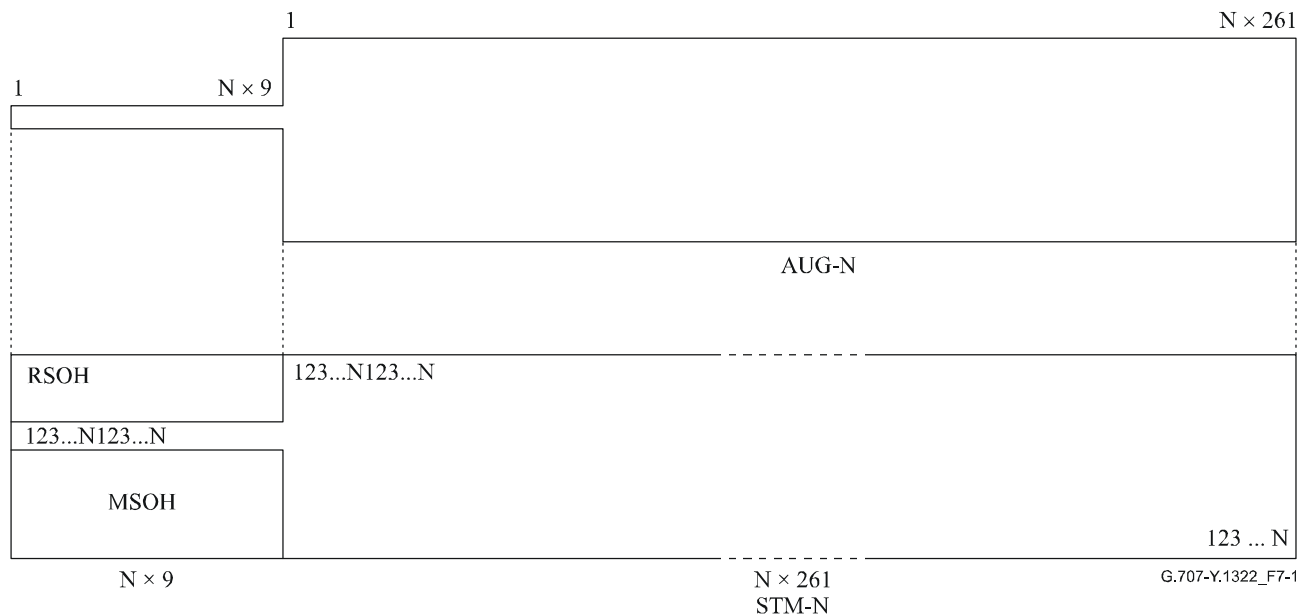 1 N × 261
1 N × 9
AUG-N
RSOH
123...N123...N
123...N123...N
MSOH
123 ... N
N × 9
N × 261
G.707-Y.1322_F7-1
STM-N